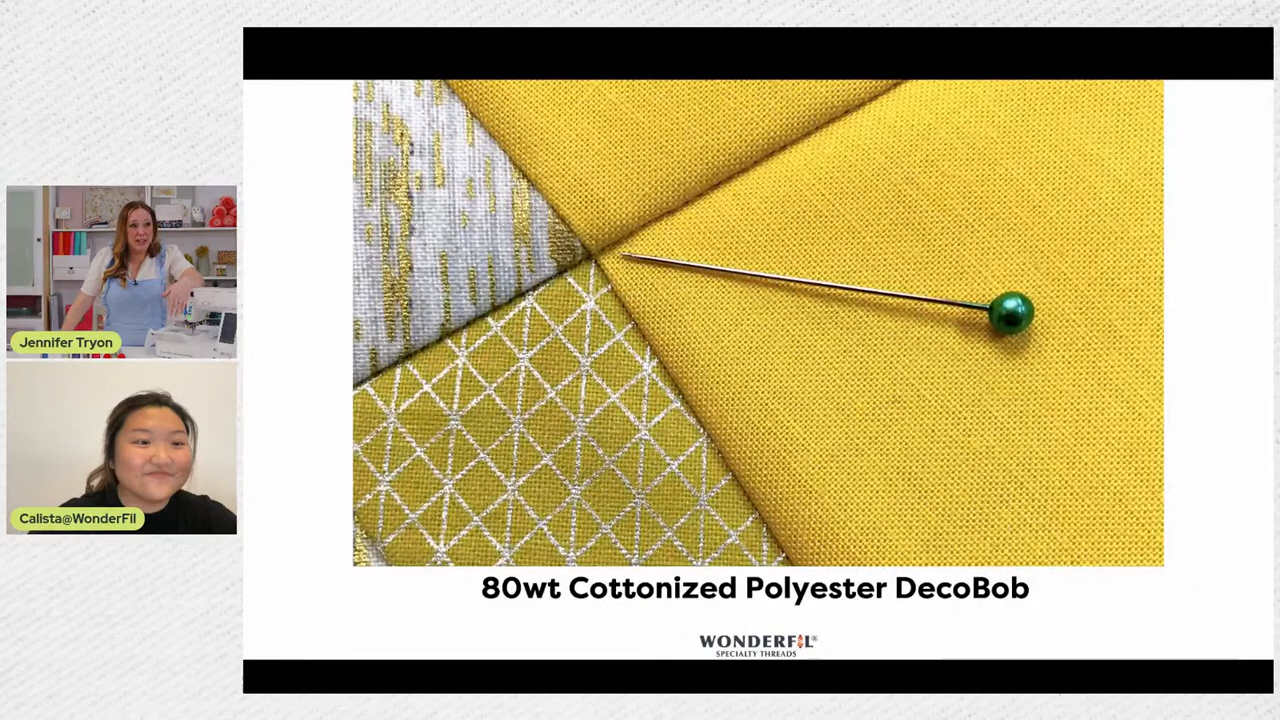 Jennifer Tryon
Calista@WonderFil
80wt Cottonized Polyester DecoBob
WONDERFIL®
SPECIALTY THREADS